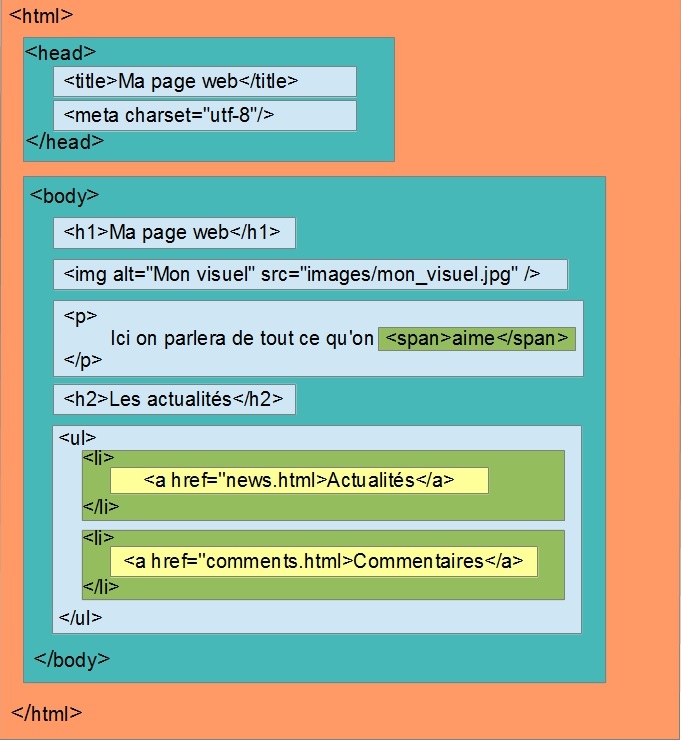 <html>
<head>
<title>Ma page web</title>
<meta charset="utf-8"/>
</head>
<body>
<h1>Ma page web</h1>
<img alt="Mon visuel" src="images/mon_visuel.jpg" />
<p>
Ici on parlera de tout ce qu'on <span>aime</span>
</p>
<h2>Les actualités</h2>
<ul>
<li>
<a href="news.html>Actualités</a>
</li>
<li>
<a href="comments.html>Commentaires</a>
</li>
</ul>
</body>
</html>